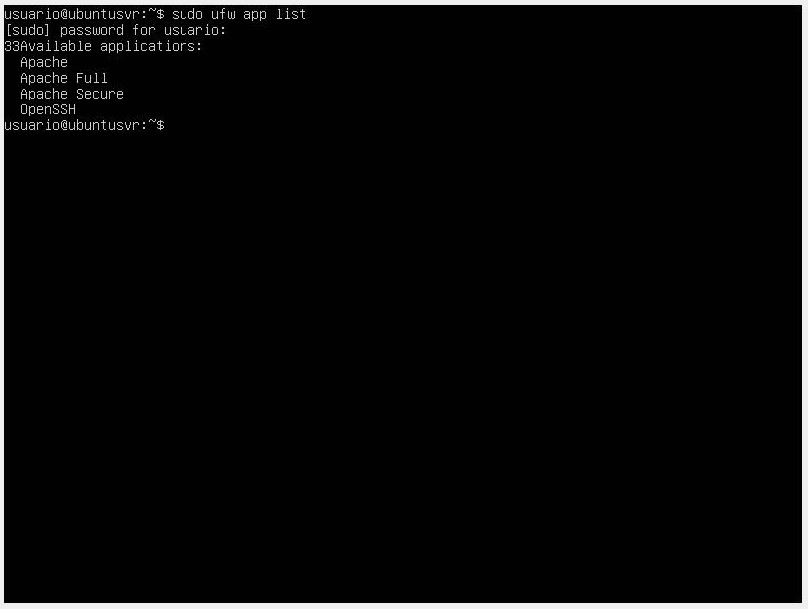 usuario@ubuntusvr:~$ sudo ufw app list
[sudo] password for usuario:
33Available applications:
  Apache
  Apache Full
  Apache Secure
  OpenSSH
usuario@ubuntusvr:~$